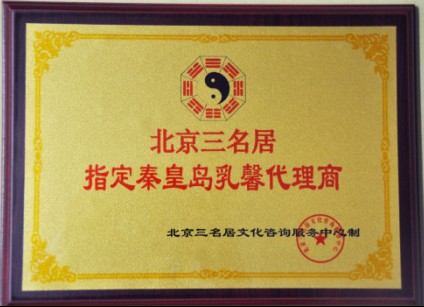 北京三名居
指定秦皇岛乳馨代理商
北京三名居文化咨询服务中心制